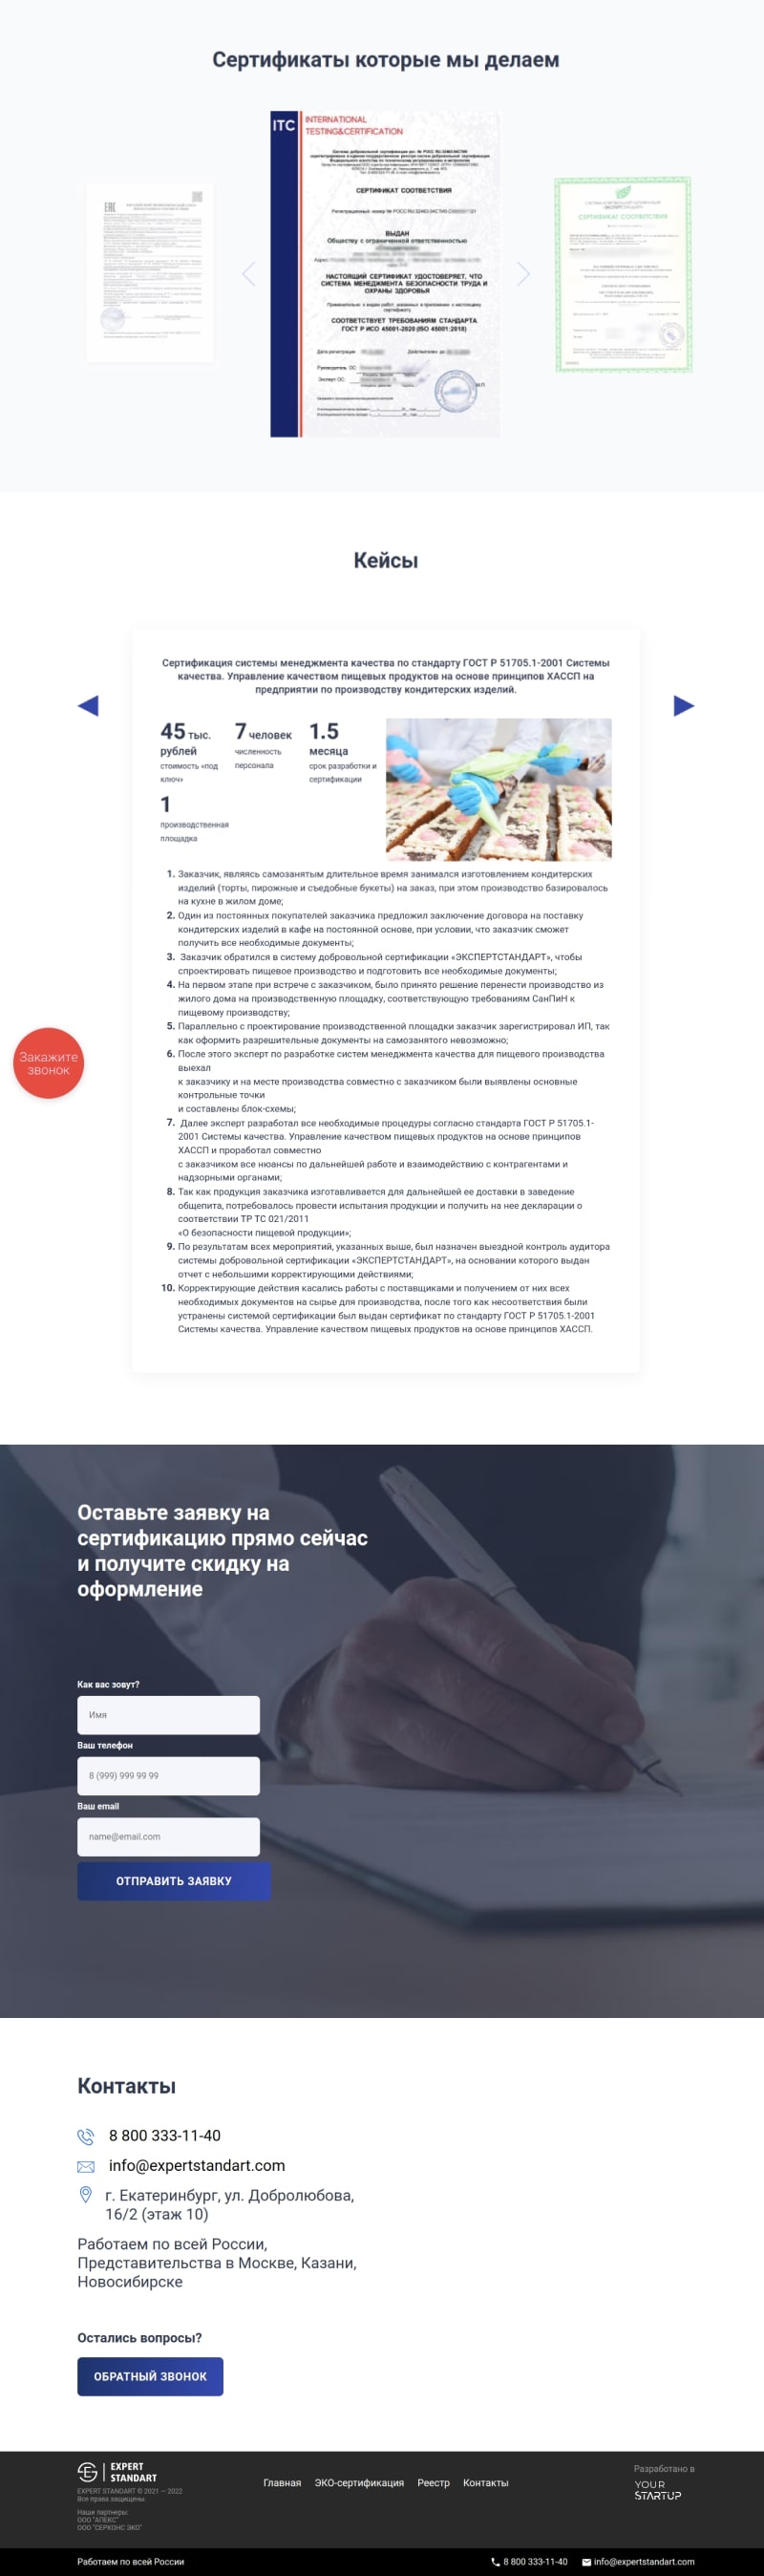 Сертификаты которые мы делаем
ITC
INTERNATIONAL
TESTING&CERTIFICATION
СЕРТИФИКАТ СООТВЕТСТВИЯ
ВЫДАН
Обществу с ограниченной ответственностью
НАСТОЯЩИЙ СЕРТИФИКАТ УДОСТОВЕРЯЕТ, ЧТО
СИСТЕМА МЕНЕДЖМЕНТА БЕЗОПАСНОСТИ ТРУДА И
ОХРАНЫ ЗДОРОВЬЯ
СООТВЕТСТВУЕТ ТРЕБОВАНИЯМ СТАНДАРТА
ГОСТ Р ИСО 45001-2020 (ISO 45001:2018)
EAC
СЕРТИФИКАТ СООТВЕТСТВИЯ
Кейсы
Сертификация системы менеджмента качества по стандарту ГОСТ Р 51705.1-2001 Системы
качества. Управление качеством пищевых продуктов на основе принципов ХАССП на
предприятии по производству кондитерских изделий.
45 тыс.
рублей
стоимость «под
ключ»
7 человек
численность
персонала
1.5
месяца
срок разработки и
сертификации
1
производственная
площадка
1. Заказчик, являясь самозанятым длительное время занимался изготовлением кондитерских
изделий (торты, пирожные и съедобные букеты) на заказ, при этом производство базировалось
на кухне в жилом доме;
2. Один из постоянных покупателей заказчика предложил заключение договора на поставку
кондитерских изделий в кафе на постоянной основе, при условии, что заказчик сможет
получить все необходимые документы;
3. Заказчик обратился в систему добровольной сертификации «ЭКСПЕРТСТАНДАРТ», чтобы
спроектировать пищевое производство и подготовить все необходимые документы;
4. На первом этапе при встрече с заказчиком, было принято решение перенести производство из
жилого дома на производственную площадку, соответствующую требованиям СанПиН к
пищевому производству;
5. Параллельно с проектирование производственной площадки заказчик зарегистрировал ИП, так
как оформить разрешительные документы на самозанятого невозможно;
6. После этого эксперт по разработке систем менеджмента качества для пищевого производства
выехал
к заказчику и на месте производства совместно с заказчиком были выявлены основные
контрольные точки
и составлены блок-схемы;
7. Далее эксперт разработал все необходимые процедуры согласно стандарта ГОСТ Р 51705.1-
2001 Системы качества. Управление качеством пищевых продуктов на основе принципов
ХАССП и проработал совместно
с заказчиком все нюансы по дальнейшей работе и взаимодействию с контрагентами и
надзорными органами;
8. Так как продукция заказчика изготавливается для дальнейшей ее доставки в заведение
общепита, потребовалось провести испытания продукции и получить на нее декларации о
соответствии ТР ТС 021/2011
«О безопасности пищевой продукции»;
9. По результатам всех мероприятий, указанных выше, был назначен выездной контроль аудитора
системы добровольной сертификации «ЭКСПЕРТСТАНДАРТ», на основании которого выдан
отчет с небольшими корректирующими действиями;
10. Корректирующие действия касались работы с поставщиками и получением от них всех
необходимых документов на сырье для производства, после того как несоответствия были
устранены системой сертификации был выдан сертификат по стандарту ГОСТ Р 51705.1-2001
Системы качества. Управление качеством пищевых продуктов на основе принципов ХАССП.
Закажите
звонок
Оставьте заявку на
сертификацию прямо сейчас
и получите скидку на
оформление
Как вас зовут?
Имя
Ваш телефон
8 (999) 999 99 99
Ваш email
name@email.com
ОТПРАВИТЬ ЗАЯВКУ
Контакты
8 800 333-11-40
info@expertstandart.com
г. Екатеринбург, ул. Добролюбова,
16/2 (этаж 10)
Работаем по всей России,
Представительства в Москве, Казани,
Новосибирске
Остались вопросы?
ОБРАТНЫЙ ЗВОНОК
EXPERT
STANDART
EXPERT STANDART © 2021 — 2022
Все права защищены.
Наши партнеры:
ООО "АПЕКС"
ООО "СЕРКОНС ЭКО"
Главная ЭКО-сертификация Реестр Контакты
Разработано в
YOUR
STARTUP
Работаем по всей России
8 800 333-11-40 info@expertstandart.com